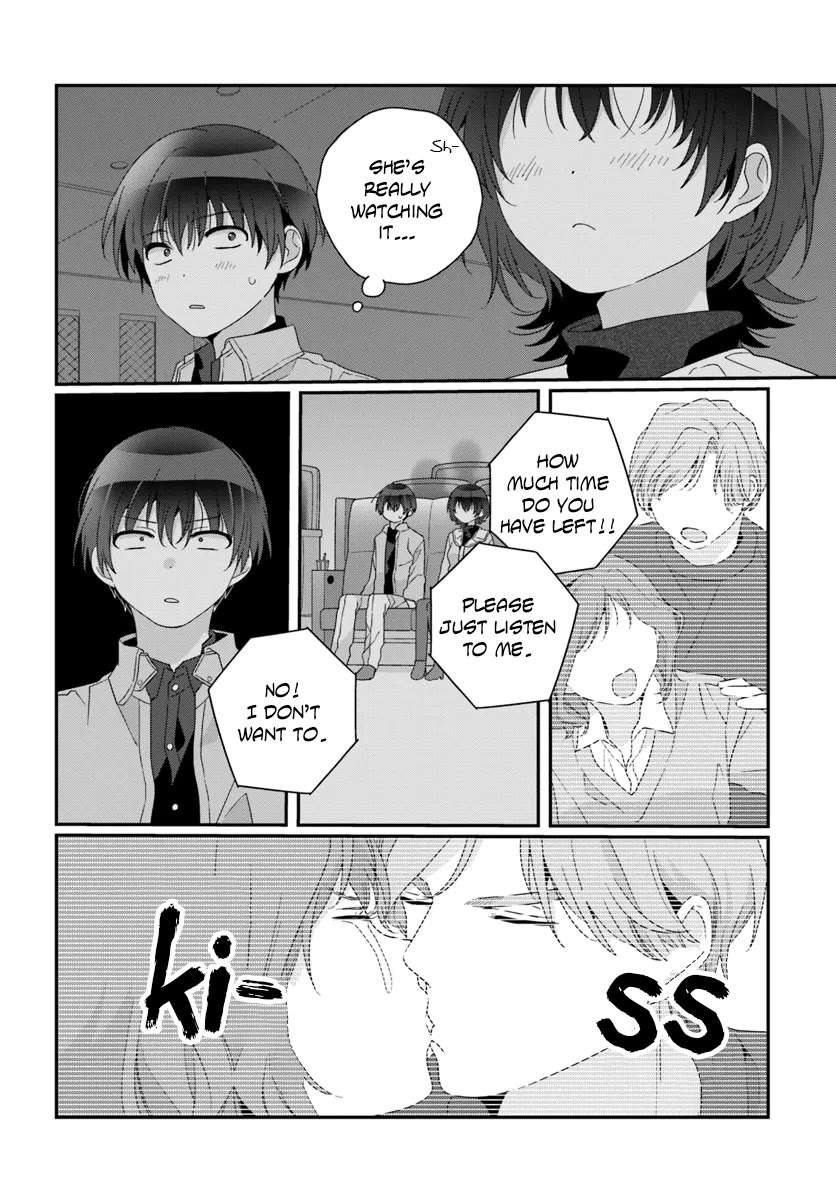 Sh-
SHE'S
REALLY
WATCHING
IT...
HOW
MUCH TIME
DO YOU
HAVE LEFT!!
PLEASE
JUST LISTEN
TO ME.
NO!
I DON'T
WANT TO.
ki-
ss